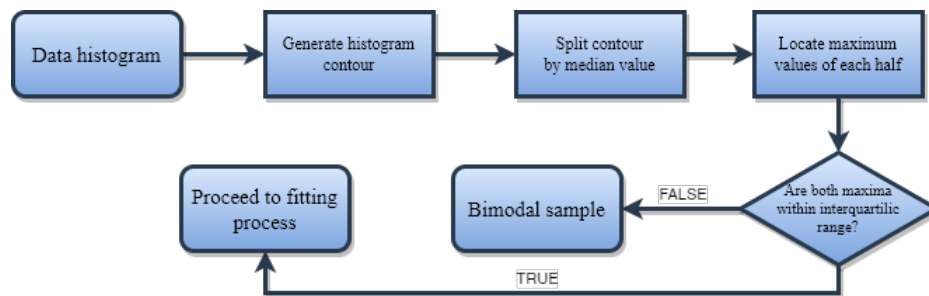 Data histogram
Generate histogram
contour
Split contour
by median value
Locate maximum
values of each half
Are both maxima
within interquartilic
range?
FALSE
Bimodal sample
TRUE
Proceed to fitting
process